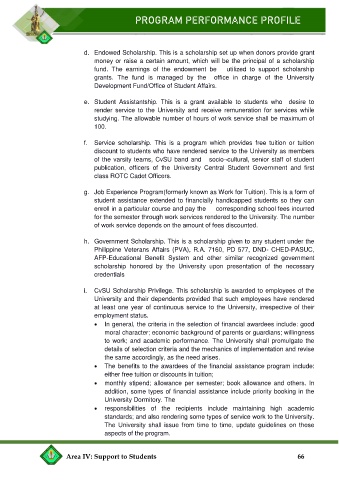 PROGRAM PERFORMANCE PROFILE
d. Endowed Scholarship. This is a scholarship set up when donors provide grant
money or raise a certain amount, which will be the principal of a scholarship
fund. The earnings of the endowment be utilized to support scholarship
grants. The fund is managed by the office in charge of the University
Development Fund/Office of Student Affairs.
e. Student Assistantship. This is a grant available to students who desire to
render service to the University and receive remuneration for services while
studying. The allowable number of hours of work service shall be maximum of
100.
f. Service scholarship. This is a program which provides free tuition or tuition
discount to students who have rendered service to the University as members
of the varsity teams, CvSU band and socio-cultural, senior staff of student
publication, officers of the University Central Student Government and first
class ROTC Cadet Officers.
g. Job Experience Program(formerly known as Work for Tuition). This is a form of
student assistance extended to financially handicapped students so they can
enroll in a particular course and pay the corresponding school fees incurred
for the semester through work services rendered to the University. The number
of work service depends on the amount of fees discounted.
h. Government Scholarship. This is a scholarship given to any student under the
Philippine Veterans Affairs (PVA), R.A. 7160, PD 577, DND- CHED-PASUC,
AFP-Educational Benefit System and other similar recognized government
scholarship honored by the University upon presentation of the necessary
credentials
i. CvSU Scholarship Privilege. This scholarship is awarded to employees of the
University and their dependents provided that such employees have rendered
at least one year of continuous service to the University, irrespective of their
employment status.
• In general, the criteria in the selection of financial awardees include: good
moral character; economic background of parents or guardians; willingness
to work; and academic performance. The University shall promulgate the
details of selection criteria and the mechanics of implementation and revise
the same accordingly, as the need arises.
• The benefits to the awardees of the financial assistance program include:
either free tuition or discounts in tuition;
• monthly stipend; allowance per semester; book allowance and others. In
addition, some types of financial assistance include priority booking in the
University Dormitory. The
• responsibilities of the recipients include maintaining high academic
standards; and also rendering some types of service work to the University.
The University shall issue from time to time, update guidelines on these
aspects of the program.
Area IV: Support to Students 66